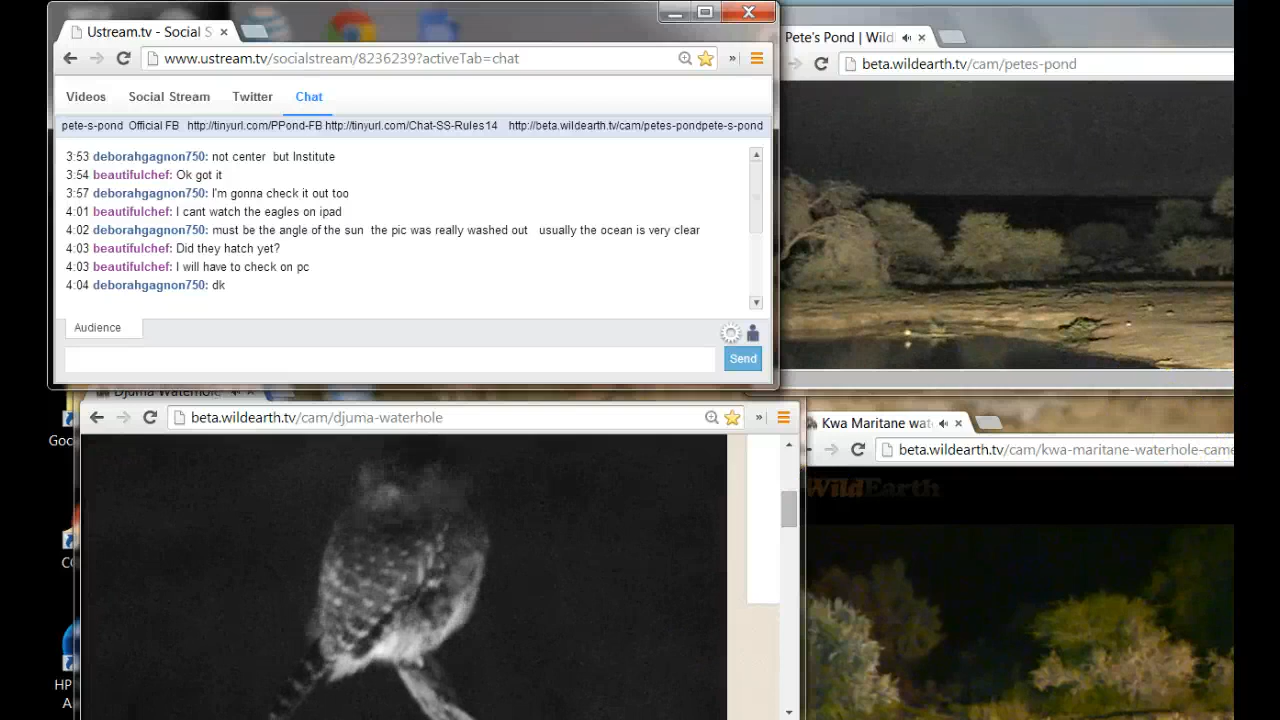 Ustream.tv - Social S
www.ustream.tv/socialstream/8236239?activeTab=chat
Videos Social Stream Twitter Chat
pete-s-pond Official FB http://tinyurl.com/PPond-FB http://tinyurl.com/Chat-SS-Rules14 http://beta.wildearth.tv/cam/petes-pondpete-s-pond
3:53 deborahgagnon750: not center but Institute
3:54 beautifulchef: Ok got it
3:57 deborahgagnon750: I'm gonna check it out too
4:01 beautifulchef: I cant watch the eagles on ipad
4:02 deborahgagnon750: must be the angle of the sun the pic was really washed out usually the ocean is very clear
4:03 beautifulchef: Did they hatch yet?
4:03 beautifulchef: I will have to check on pc
4:04 deborahgagnon750: dk
Audience
Send
Pete's Pond | Wild
beta.wildearth.tv/cam/petes-pond
Djuma Waterhole
beta.wildearth.tv/cam/djuma-waterhole
Kwa Maritane wat
beta.wildearth.tv/cam/kwa-maritane-waterhole-came
WildEarth
Goo
CC
HP
A